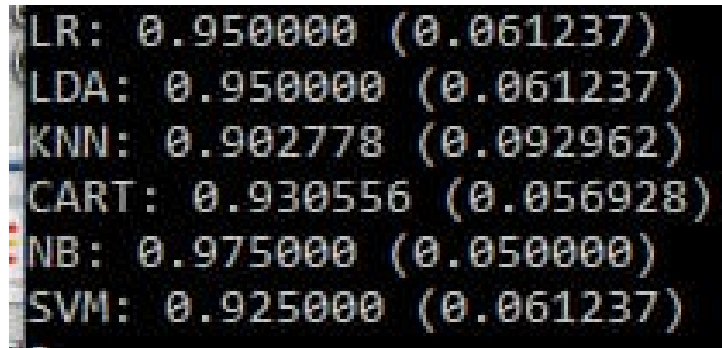 LR: 0.950000 (0.061237)
LDA: 0.950000 (0.061237)
KNN: 0.902778 (0.092962)
CART: 0.930556 (0.056928)
NB: 0.975000 (0.050000)
SVM: 0.925000 (0.061237)